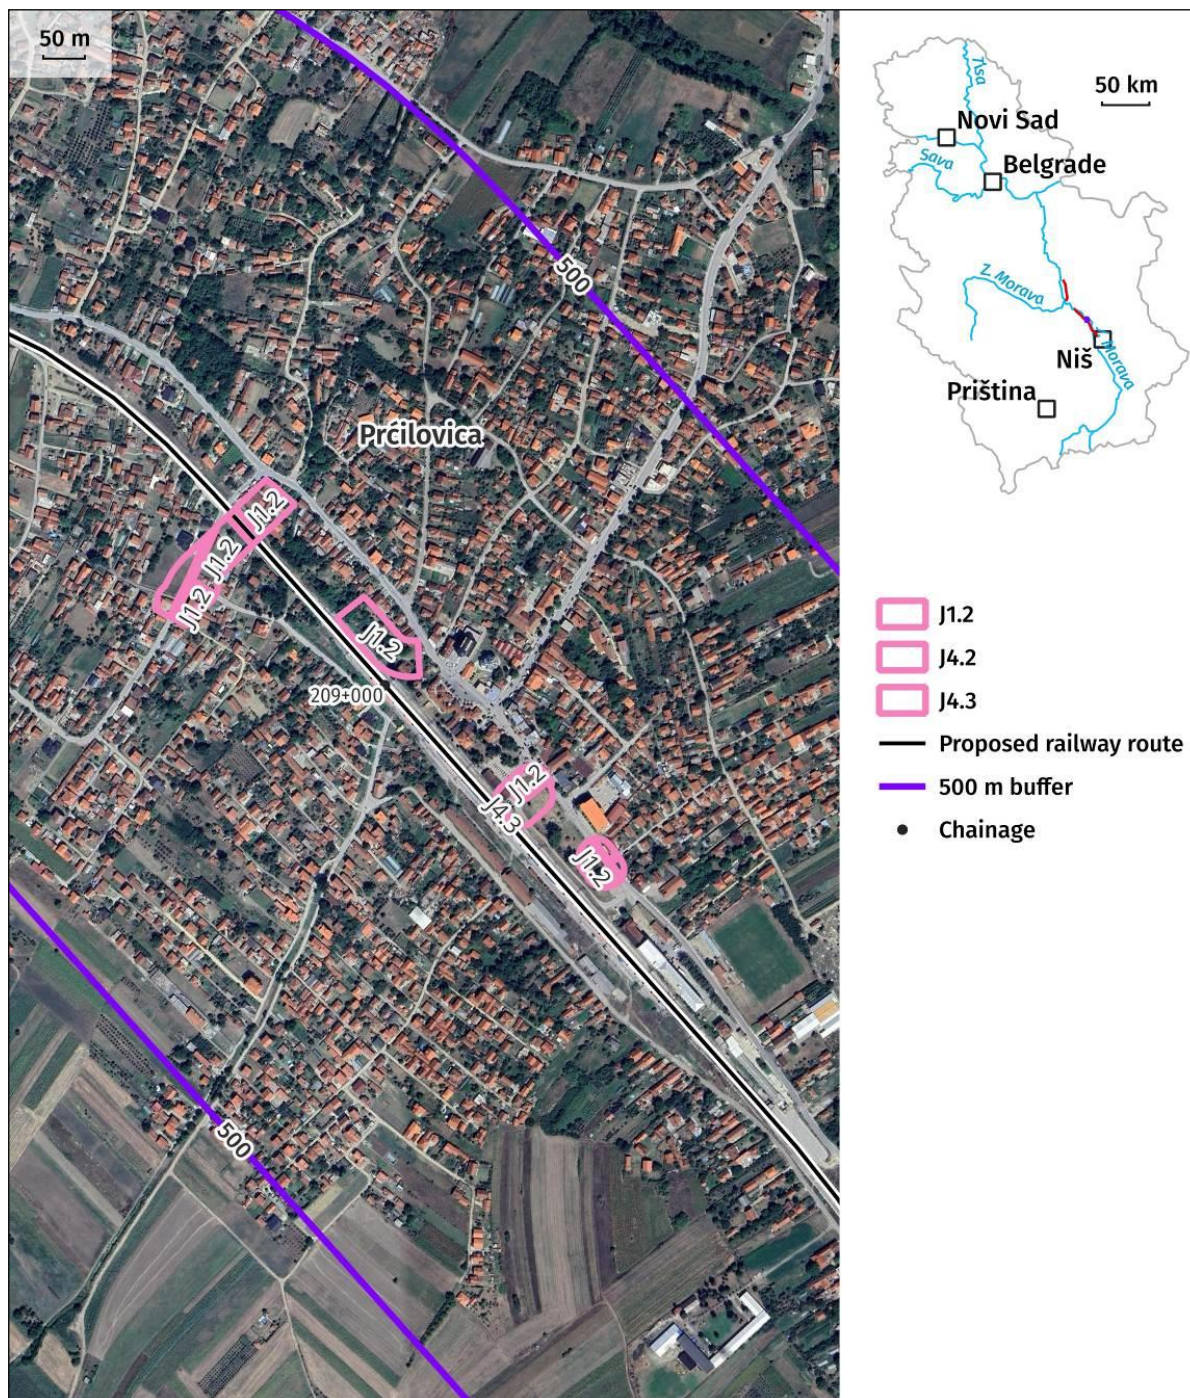 50 m
500
Prćilovica
J1.2
J1.2
J1.2
J1.2
209+000
J1.2
J4.3
J1.2
500
50 km
Tisa
Novi Sad
Sava
Belgrade
Z. Morava
Niš
Morava
Priština
J1.2
J4.2
J4.3
Proposed railway route
500 m buffer
Chainage